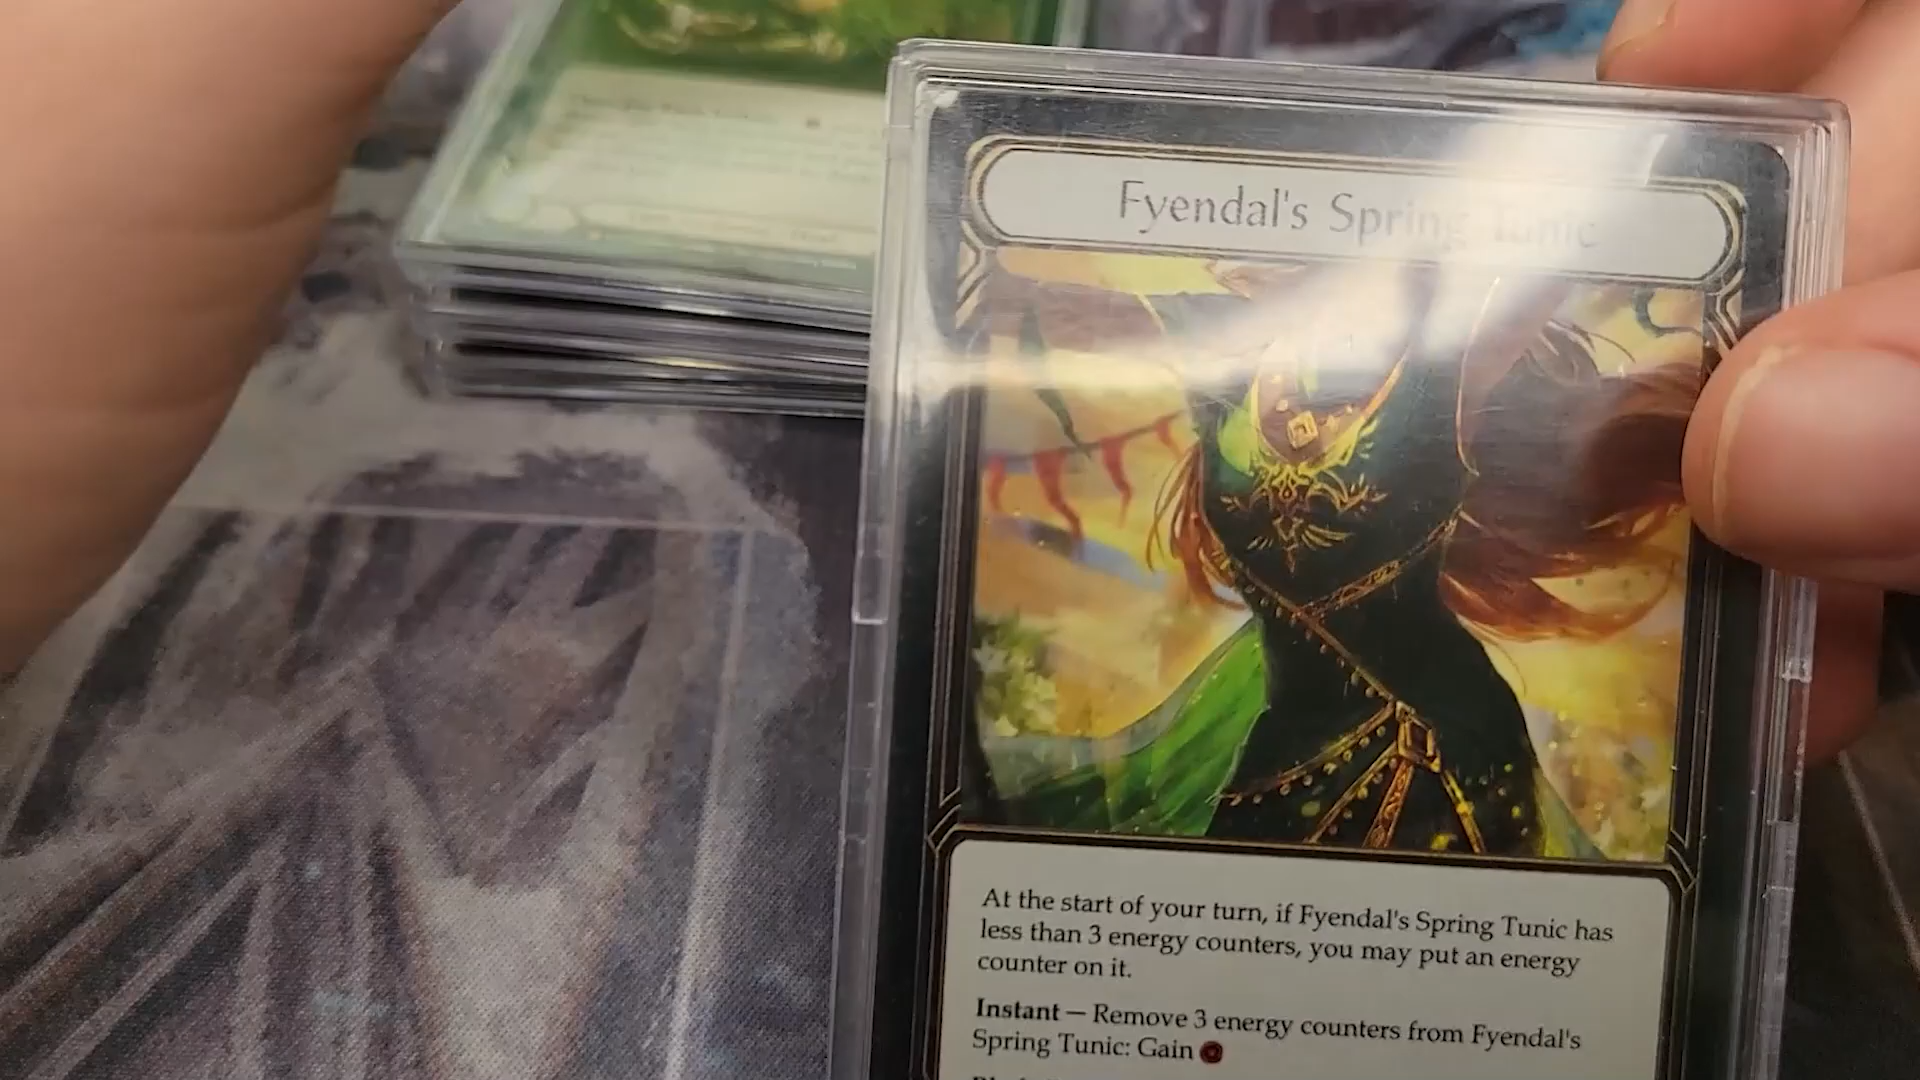 Fyendal's Spring Tunic
At the start of your turn, if Fyendal's Spring Tunic has
less than 3 energy counters, you may put an energy
counter on it.
Instant — Remove 3 energy counters from Fyendal's
Spring Tunic: Gain